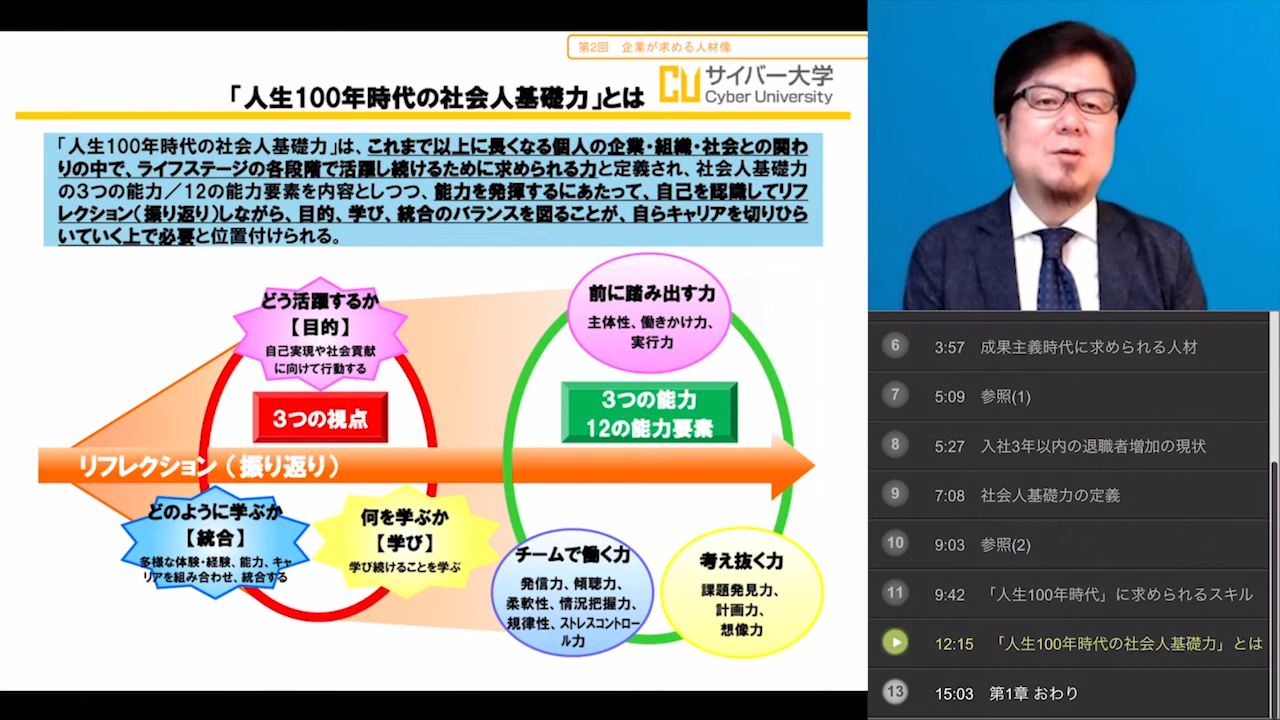 第2回 企業が求める人材像
「人生100年時代の社会人基礎力」とは
サイバー大学
Cyber University
「人生100年時代の社会人基礎力」は、これまで以上に長くなる個人の企業・組織・社会との関わ
りの中で、ライフステージの各段階で活躍し続けるために求められる力と定義され、社会人基礎力
の3つの能力/12の能力要素を内容としつつ、能力を発揮するにあたって、自己を認識してリフ
レクション(振り返り)しながら、目的、学び、統合のバランスを図ることが、自らキャリアを切りひら
いていく上で必要と位置付けられる。
どう活躍するか
【目的】
自己実現や社会貢献
に向けて行動する
3つの視点
リフレクション(振り返り)
どのように学ぶか
【統合】
多様な体験・経験、能力、キャ
リアを組み合わせ、統合する
何を学ぶか
【学び】
学び続けることを学ぶ
前に踏み出す力
主体性、働きかけ力、
実行力
3つの能力
12の能力要素
チームで働く力
発信力、傾聴力、
柔軟性、情況把握力、
規律性、ストレスコントロー
ル力
考え抜く力
課題発見力、
計画力、
想像力
6 3:57 成果主義時代に求められる人材
7 5:09 参照(1)
8 5:27 入社3年以内の退職者増加の現状
9 7:08 社会人基礎力の定義
10 9:03 参照(2)
11 9:42 「人生100年時代」に求められるスキル
12:15 「人生100年時代の社会人基礎力」とは
13 15:03 第1章 おわり